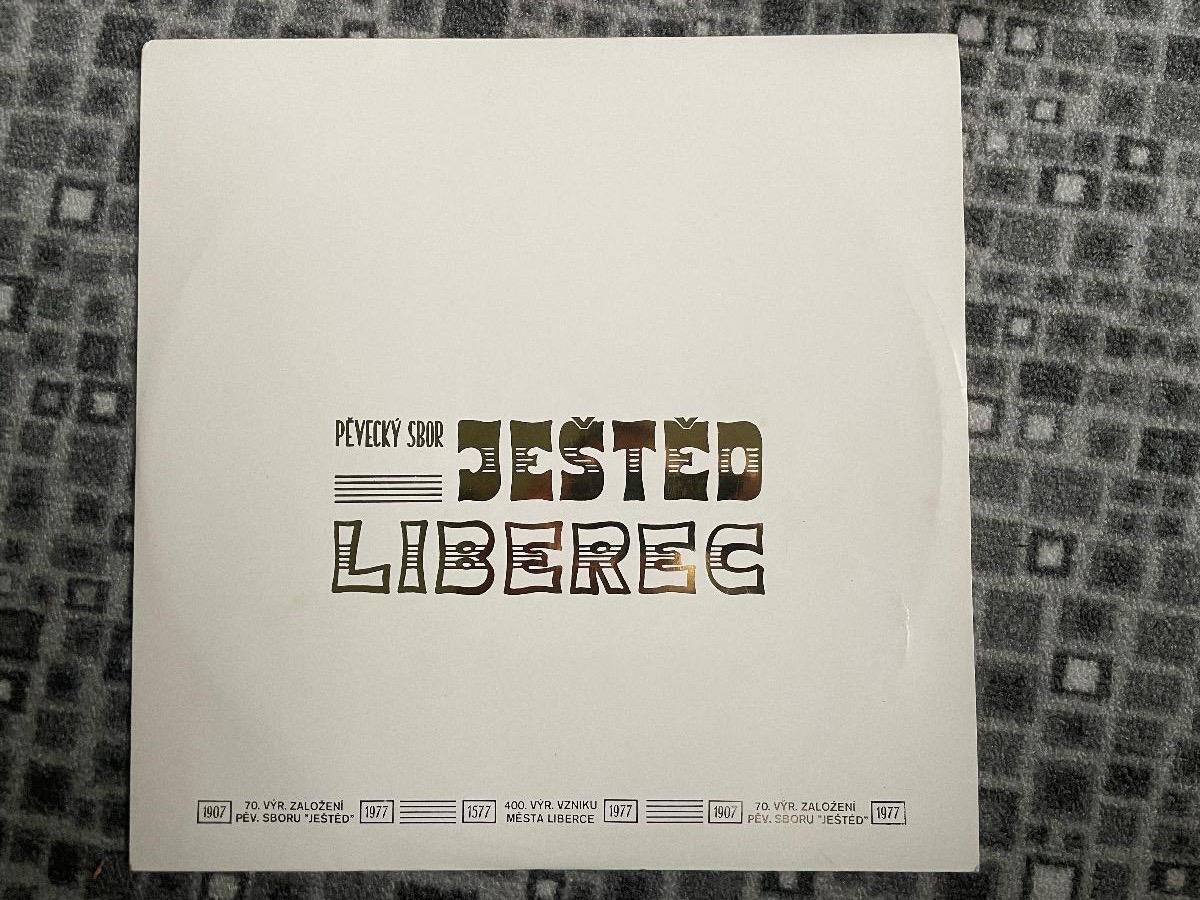 PĚVECKÝ SBOR JEŠTĚD
LIBEREC
1907 70. VÝR. ZALOŽENÍ PĚV. SBORU "JEŠTĚD" 1977
1577 400. VÝR. VZNIKU MĚSTA LIBERCE 1977
1907 70. VÝR. ZALOŽENÍ PĚV. SBORU "JEŠTĚD" 1977